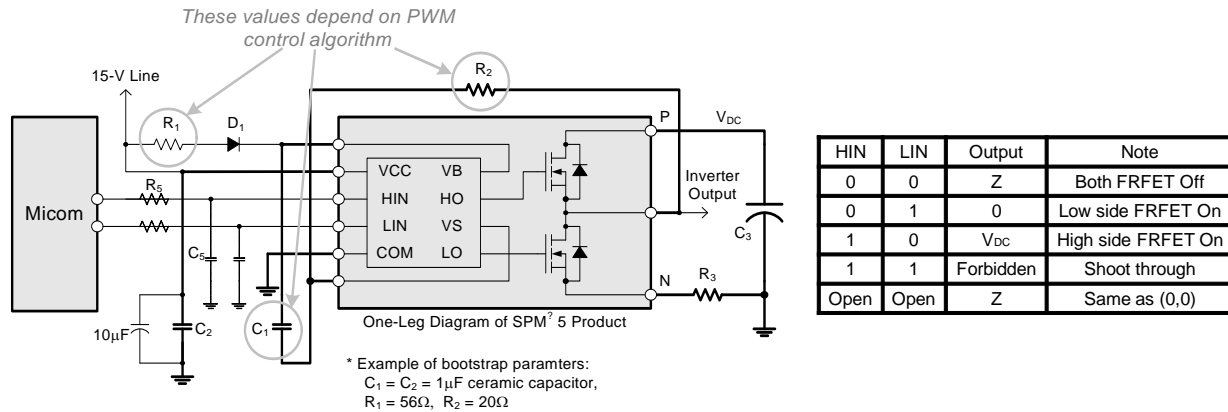 These values depend on PWM
control algorithm
R2
15-V Line
R1
D1
P
VDC
R5
Micom
VCC VB
HIN HO
LIN VS
COM LO
Inverter
Output
C5
C3
N
R3
10μF
C2
C1
One-Leg Diagram of SPM? 5 Product
* Example of bootstrap paramters:
C1 = C2 = 1μF ceramic capacitor,
R1 = 56Ω, R2 = 20Ω
HIN LIN Output Note
0 0 Z Both FRFET Off
0 1 0 Low side FRFET On
1 0 VDC High side FRFET On
1 1 Forbidden Shoot through
Open Open Z Same as (0,0)